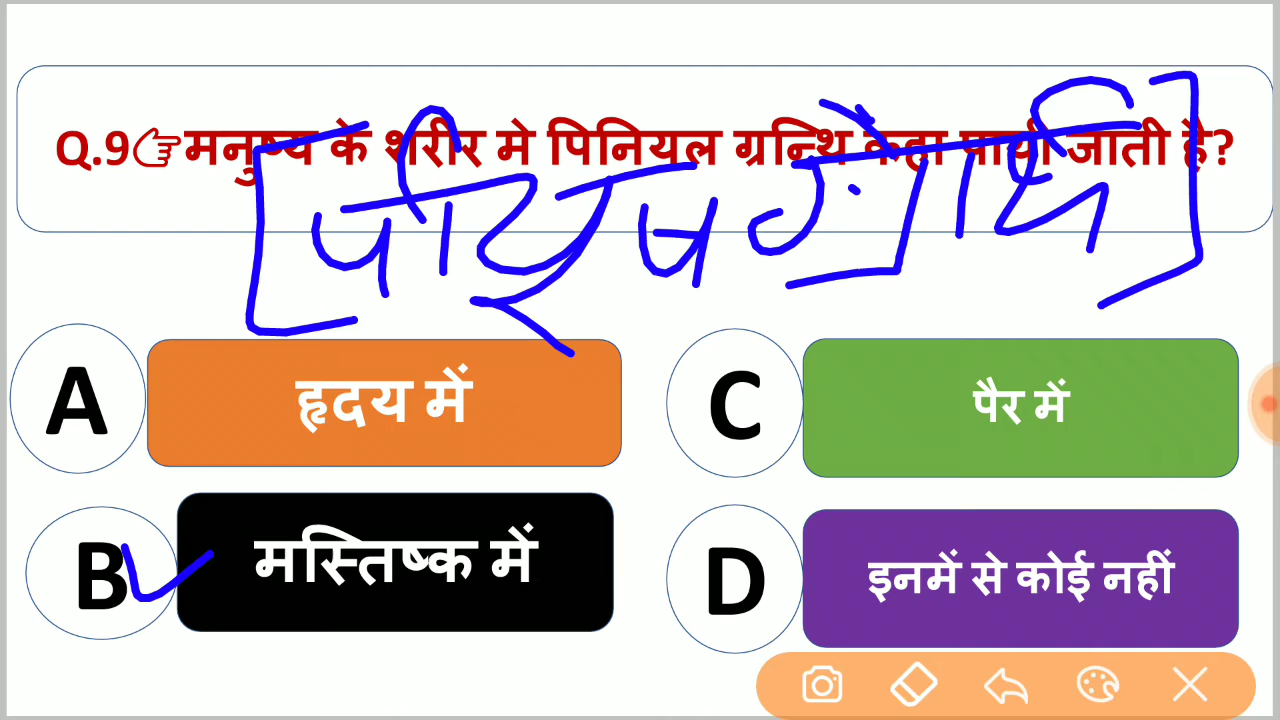 Q.9👉मनुष्य के शरीर मे पिनियल ग्रन्थि कहा पायी जाती है?
A
हृदय में
C
पैर में
B
मस्तिष्क में
D
इनमें से कोई नहीं